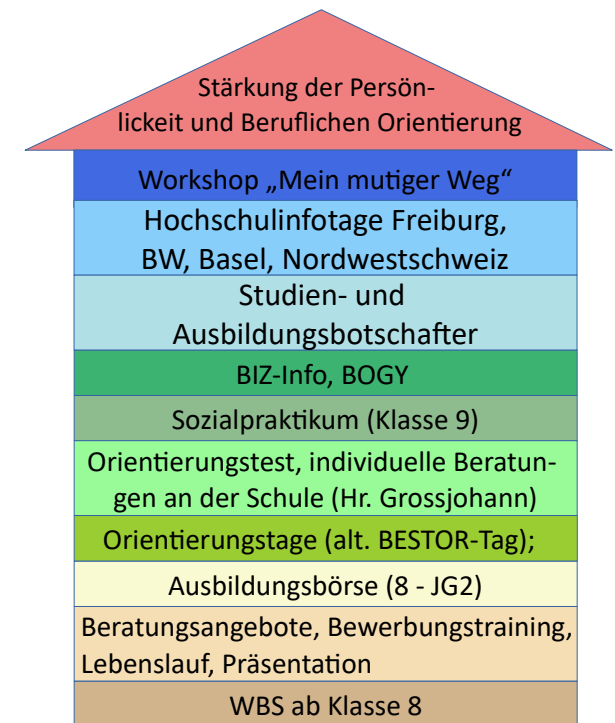 Stärkung der Persön-
lickeit und Beruflichen Orientierung
Workshop „Mein mutiger Weg“
Hochschulinfotage Freiburg,
BW, Basel, Nordwestschweiz
Studien- und
Ausbildungsbotschafter
BIZ-Info, BOGY
Sozialpraktikum (Klasse 9)
Orientierungstest, individuelle Beratun-
gen an der Schule (Hr. Grossjohann)
Orientierungstage (alt. BESTOR-Tag);
Ausbildungsbörse (8 - JG2)
Beratungsangebote, Bewerbungstraining,
Lebenslauf, Präsentation
WBS ab Klasse 8